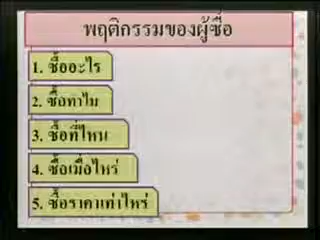 พฤติกรรมของผู้ซื้อ
1. ซื้ออะไร
2. ซื้อทำไม
3. ซื้อที่ไหน
4. ซื้อเมื่อไหร่
5. ซื้อราคาเท่าไหร่